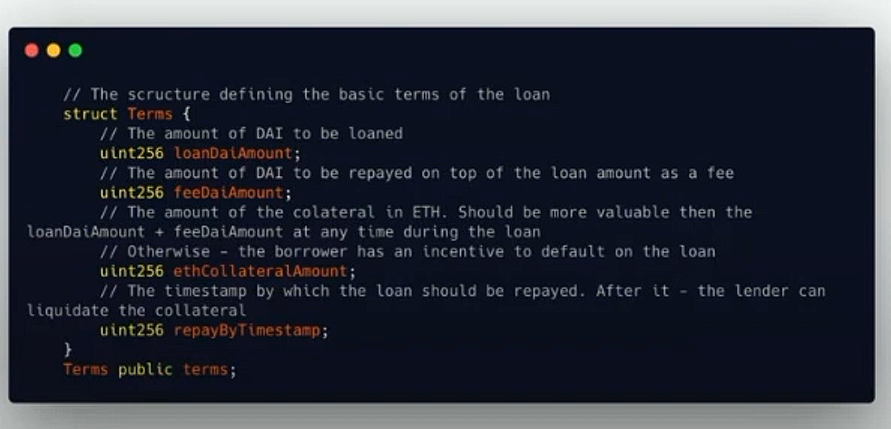 // The scructure defining the basic terms of the loan
struct Terms {
// The amount of DAI to be loaned
uint256 loanDaiAmount;
// The amount of DAI to be repayed on top of the loan amount as a fee
uint256 feeDaiAmount;
// The amount of the colateral in ETH. Should be more valuable then the
loanDaiAmount + feeDaiAmount at any time during the loan
// Otherwise – the borrower has an incentive to default on the loan
uint256 ethCollateralAmount;
// The timestamp by which the loan should be repayed. After it – the lender can
liquidate the collateral
uint256 repayByTimestamp;
}
Terms public terms;